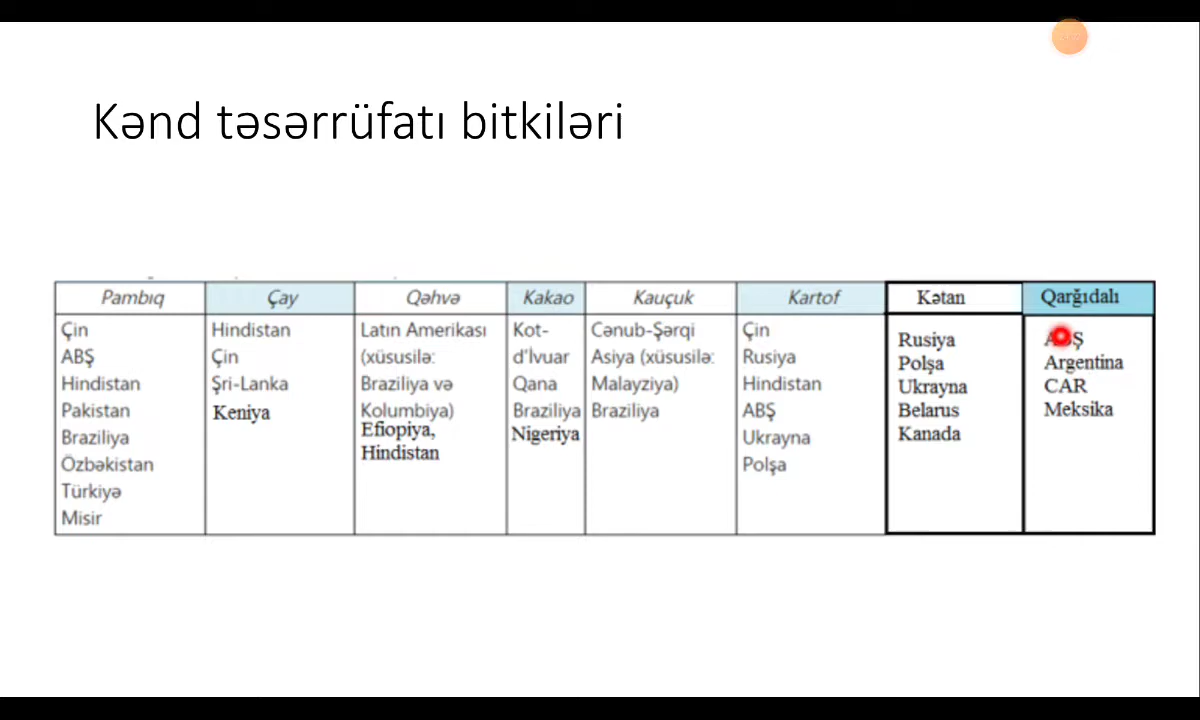 Kənd təsərrüfatı bitkiləri
Pambıq
Çin
ABŞ
Hindistan
Pakistan
Braziliya
Özbəkistan
Türkiyə
Misir
Çay
Hindistan
Çin
Şri-Lanka
Keniya
Qəhvə
Latın Amerikası
(xüsusilə:
Braziliya və
Kolumbiya)
Efiopiya,
Hindistan
Kakao
Kot-
d'İvuar
Qana
Braziliya
Nigeriya
Kauçuk
Cənub-Şərqi
Asiya (xüsusilə:
Malayziya)
Braziliya
Kartof
Çin
Rusiya
Hindistan
ABŞ
Ukrayna
Polşa
Kətan
Rusiya
Polşa
Ukrayna
Belarus
Kanada
Qarğıdalı
ABŞ
Argentina
CAR
Meksika